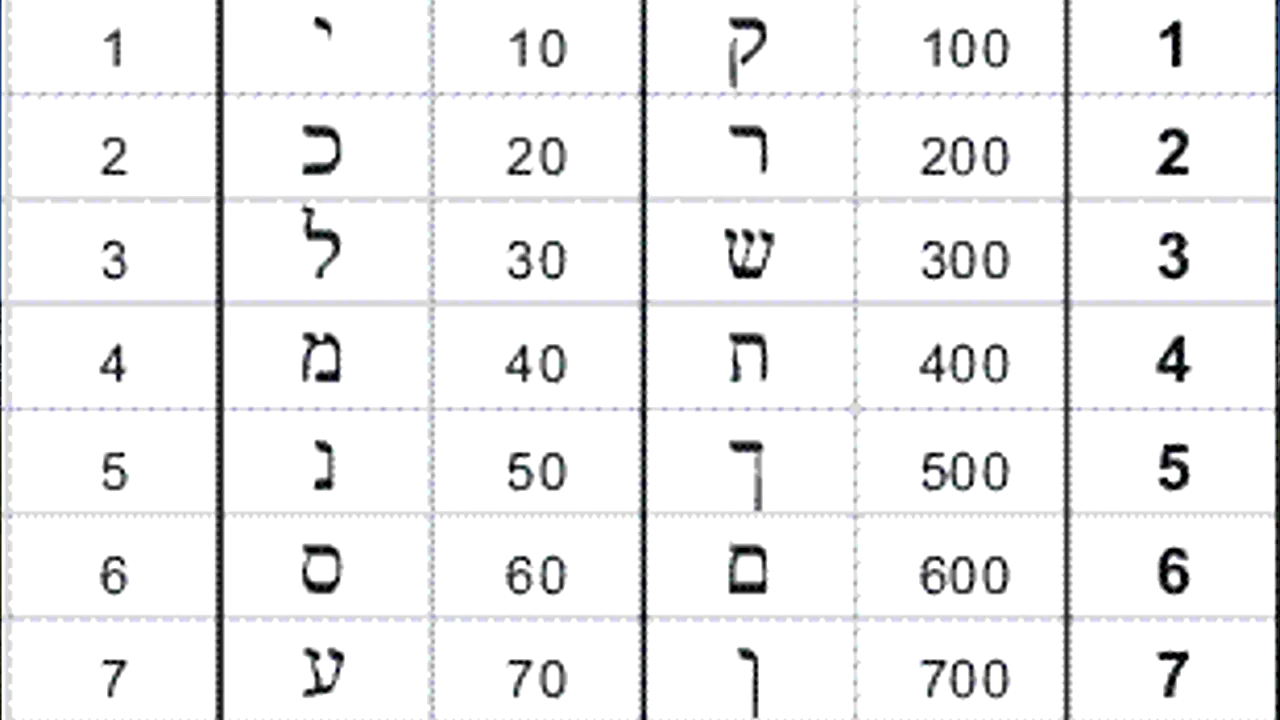 1 י 10 ק 100 1
2 כ 20 ר 200 2
3 ל 30 ש 300 3
4 מ 40 ת 400 4
5 נ 50 ך 500 5
6 ס 60 ם 600 6
7 ע 70 ן 700 7